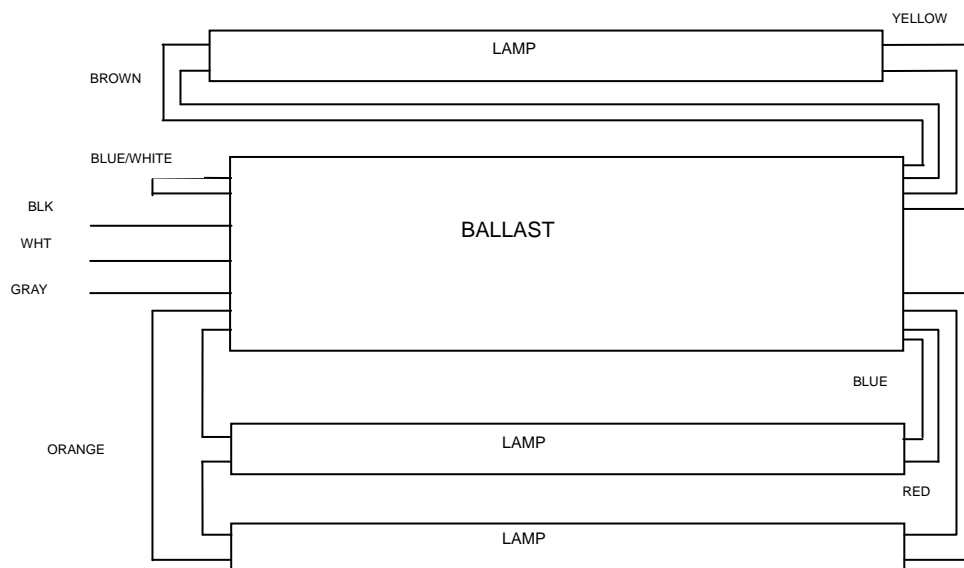 YELLOW
LAMP
BROWN
BLUE/WHITE
BLK
BALLAST
WHT
GRAY
BLUE
LAMP
ORANGE
RED
LAMP